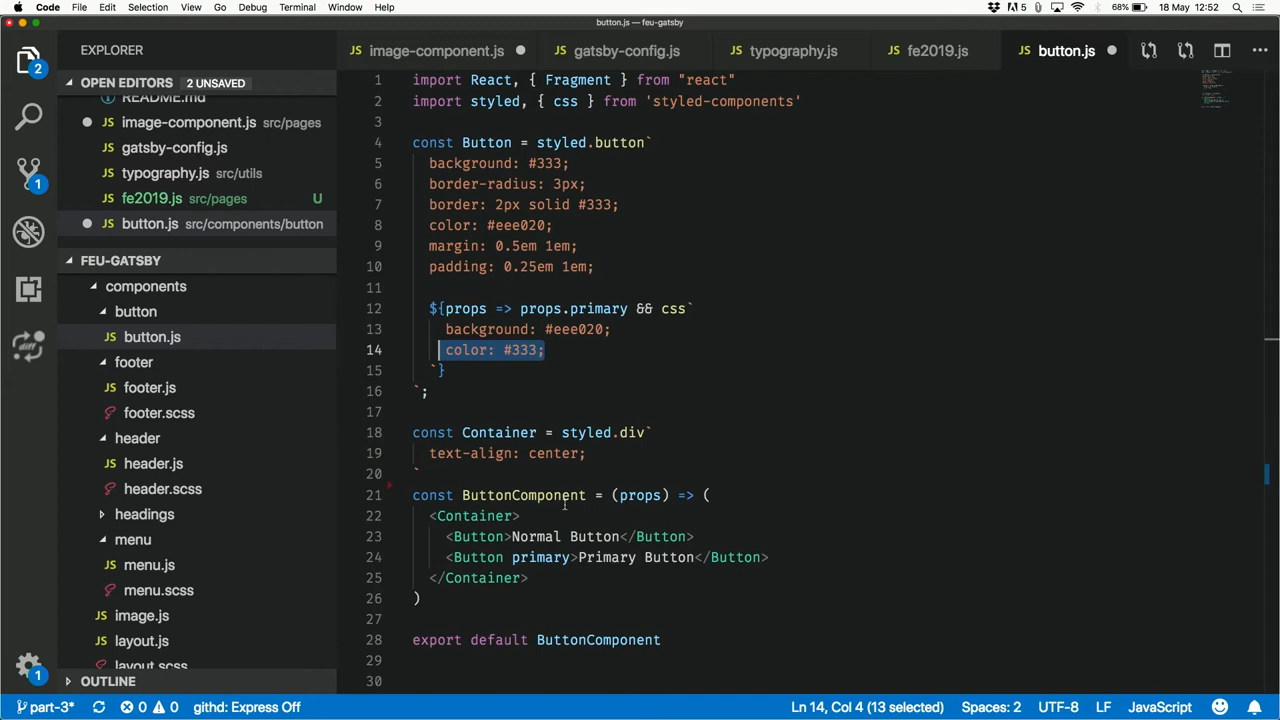 Code File Edit Selection View Go Debug Terminal Window Help
5 68% 18 May 12:52
button.js — feu-gatsby
EXPLORER
image-component.js gatsby-config.js typography.js fe2019.js button.js
2
OPEN EDITORS 2 UNSAVED
README.md
JS image-component.js src/pages
JS gatsby-config.js
JS typography.js src/utils
JS fe2019.js src/pages U
JS button.js src/components/button
1
FEU-GATSBY
components
button
JS button.js
footer
JS footer.js
footer.scss
header
JS header.js
header.scss
headings
menu
JS menu.js
menu.scss
JS image.js
JS layout.js
layout.scss
OUTLINE
diff
1
1 import React, { Fragment } from "react"
2 import styled, { css } from 'styled-components'
3
4 const Button = styled.button`
5 background: #333;
6 border-radius: 3px;
7 border: 2px solid #333;
8 color: #eee020;
9 margin: 0.5em 1em;
10 padding: 0.25em 1em;
11
12 ${props => props.primary && css`
13 background: #eee020;
14 color: #333;
15 `}
16 `;
17
18 const Container = styled.div`
19 text-align: center;
20 `
21 const ButtonComponent = (props) => (
22 <Container>
23 <Button>Normal Button</Button>
24 <Button primary>Primary Button</Button>
25 </Container>
26 )
27
28 export default ButtonComponent
29
30
part-3* 0 0 githd: Express Off Ln 14, Col 4 (13 selected) Spaces: 2 UTF-8 LF JavaScript